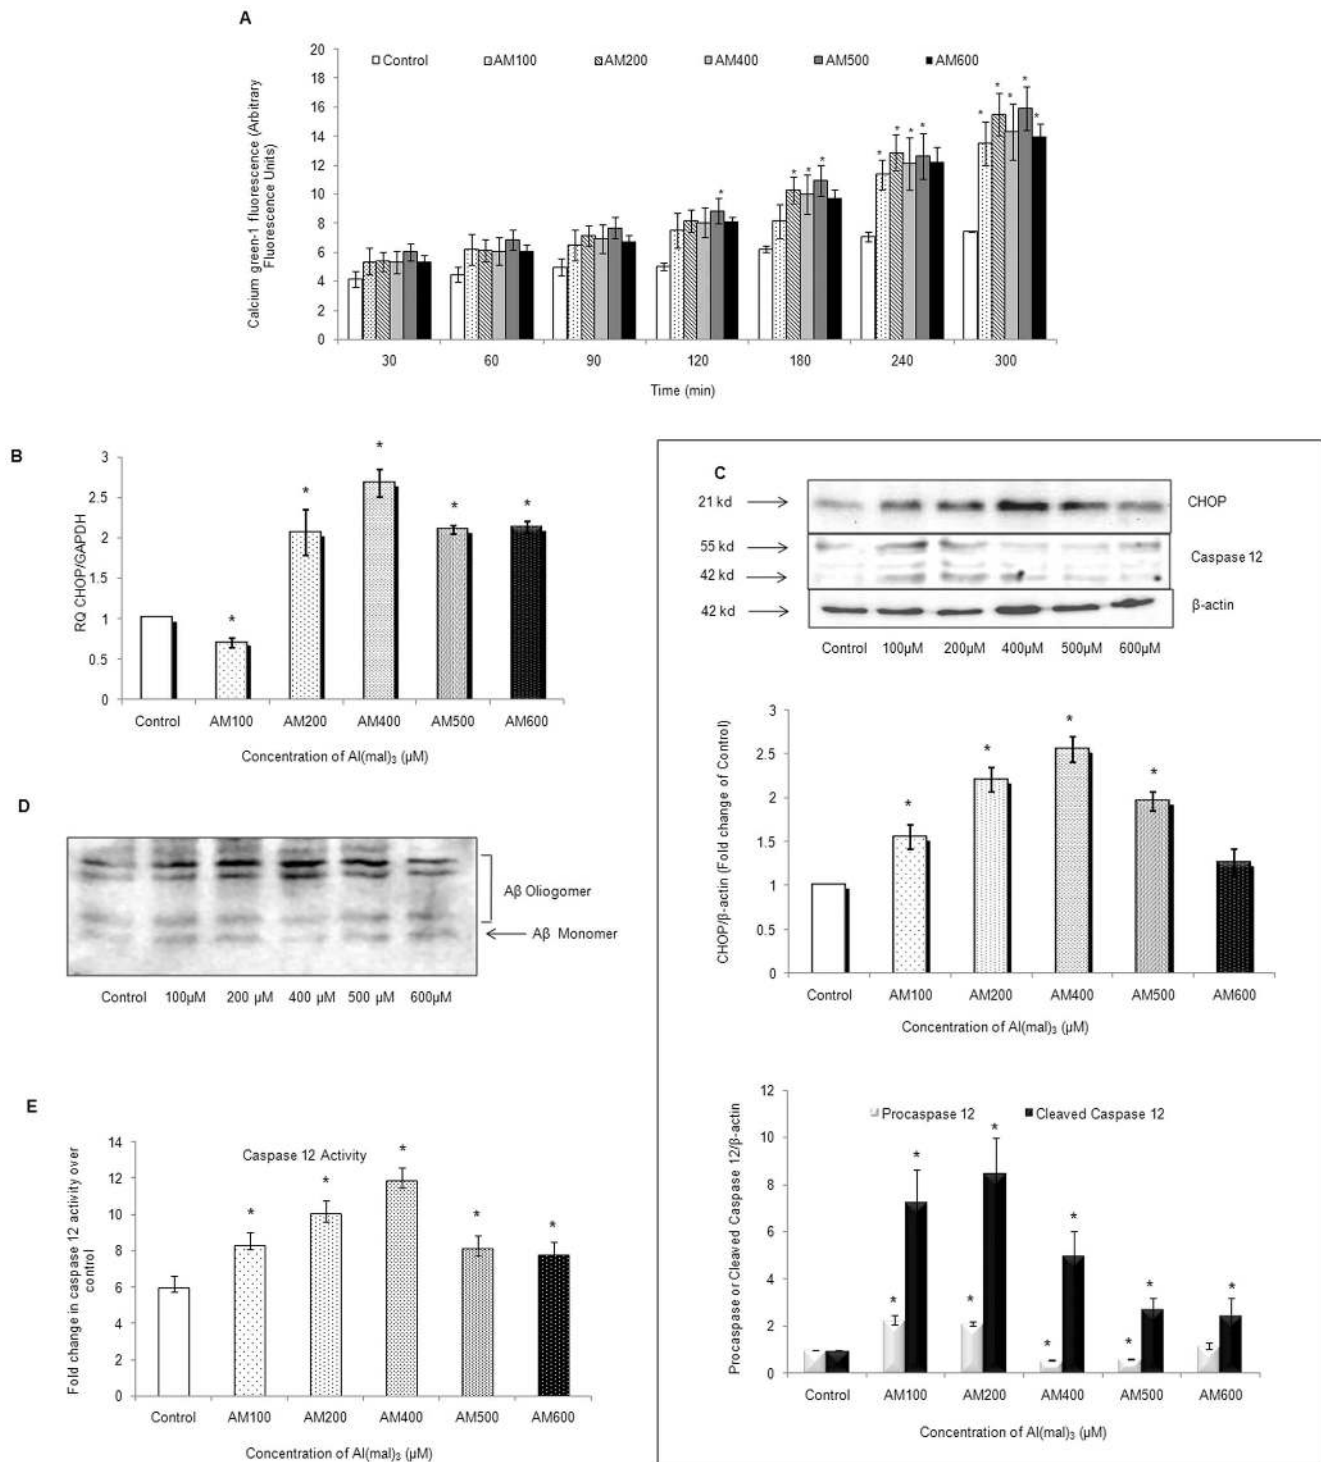 A
Calcium green-1 fluorescence (Arbitrary
Fluorescence Units)
20
18
16
14
12
10
8
6
4
2
0
Control AM100 AM200 AM400 AM500 AM600
* * * * * * * * * * * * *
30 60 90 120 180 240 300
Time (min)
B
RQ CHOP/GAPDH
3
2.5
2
1.5
1
0.5
0
* * * * *
Control AM100 AM200 AM400 AM500 AM600
Concentration of Al(mal)₃ (µM)
C
21 kd CHOP
55 kd
Caspase 12
42 kd
42 kd β-actin
Control 100µM 200µM 400µM 500µM 600µM
CHOP/β-actin (Fold change of Control)
3
2.5
2
1.5
1
0.5
0
* * * *
Control AM100 AM200 AM400 AM500 AM600
Concentration of Al(mal)₃ (µM)
Procaspase or Cleaved Caspase 12/β-actin
12
10
8
6
4
2
0
Procaspase 12 Cleaved Caspase 12
* * * * * * * * *
Control AM100 AM200 AM400 AM500 AM600
Concentration of Al(mal)₃ (µM)
D
Aβ Oliogomer
Aβ Monomer
Control 100µM 200 µM 400 µM 500 µM 600µM
E
Fold change in caspase 12 activity over
control
14
12
10
8
6
4
2
0
Caspase 12 Activity
* * * * *
Control AM100 AM200 AM400 AM500 AM600
Concentration of Al(mal)₃ (µM)